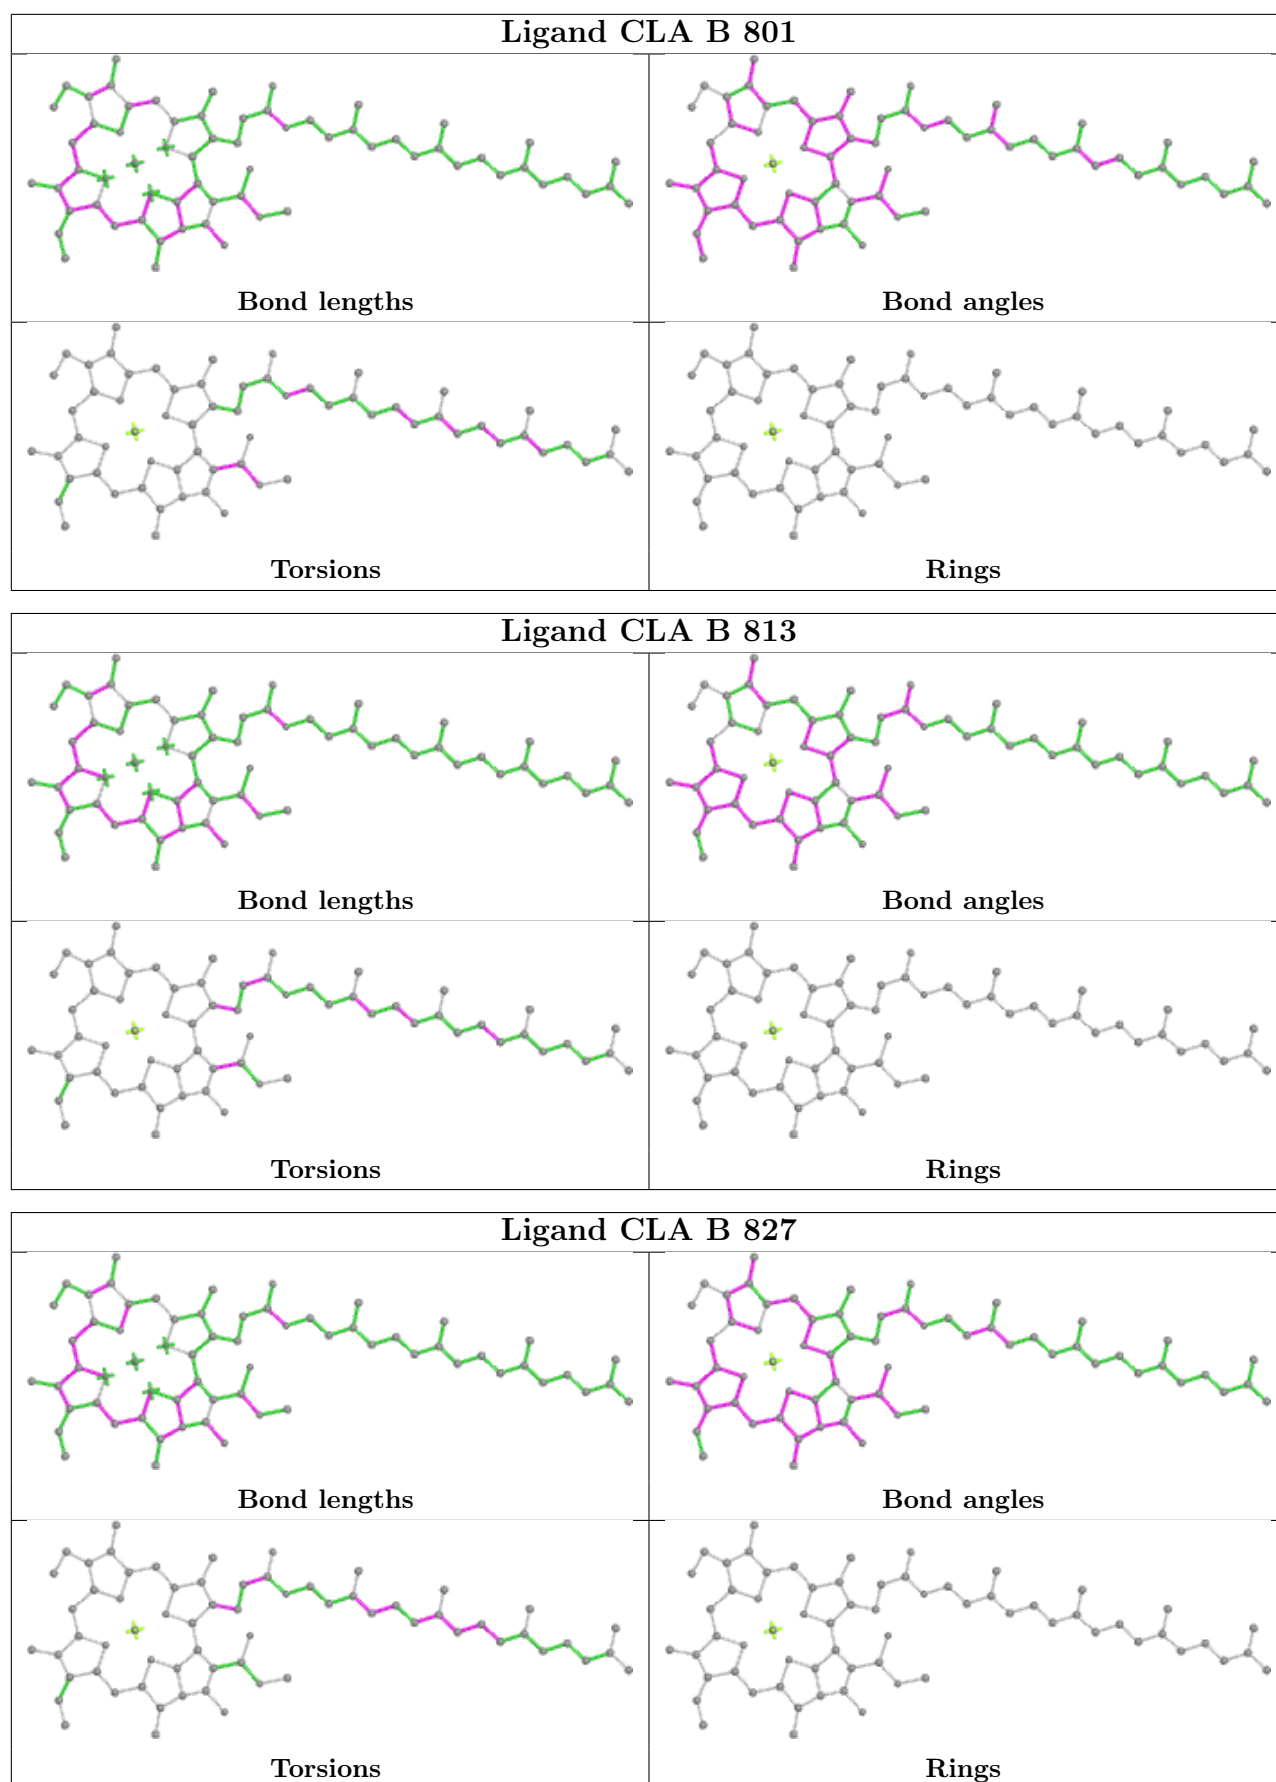 Ligand CLA B 801
Bond lengths
Bond angles
Torsions
Rings
Ligand CLA B 813
Bond lengths
Bond angles
Torsions
Rings
Ligand CLA B 827
Bond lengths
Bond angles
Torsions
Rings